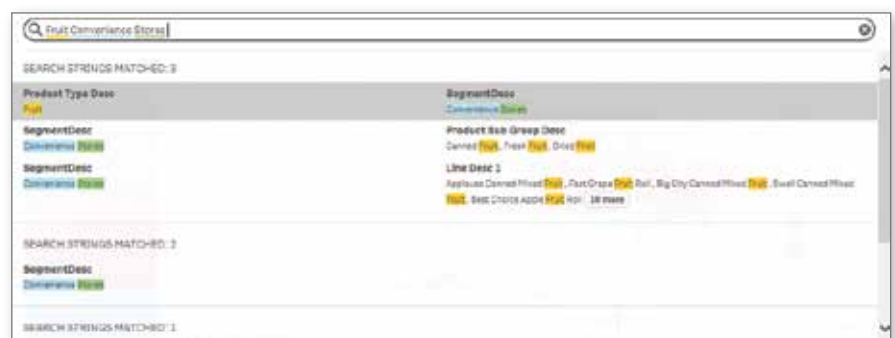 Fruit Convenience Stores
SEARCH STRINGS MATCHED: 3
Product Type Desc
Fruit
SegmentDesc
Convenience Stores
SegmentDesc
Convenience Stores
Product Sub Group Desc
Canned Fruit, Fresh Fruit, Dried Fruit
SegmentDesc
Convenience Stores
Line Desc 1
Applause Canned Mixed Fruit, Fast Grape Fruit Roll, Big City Canned Mixed Fruit, Swell Canned Mixed
Fruit, Best Choice Apple Fruit Roll 10 more
SEARCH STRINGS MATCHED: 2
SegmentDesc
Convenience Stores
SEARCH STRINGS MATCHED: 1